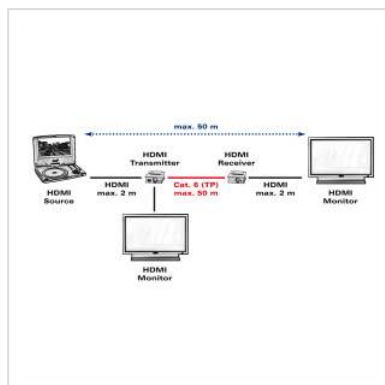 max. 50 m
HDMI
Transmitter
HDMI
Receiver
HDMI
Source
HDMI
max. 2 m
Cat. 6 (TP)
max. 50 m
HDMI
max. 2 m
HDMI
Monitor
HDMI
Monitor